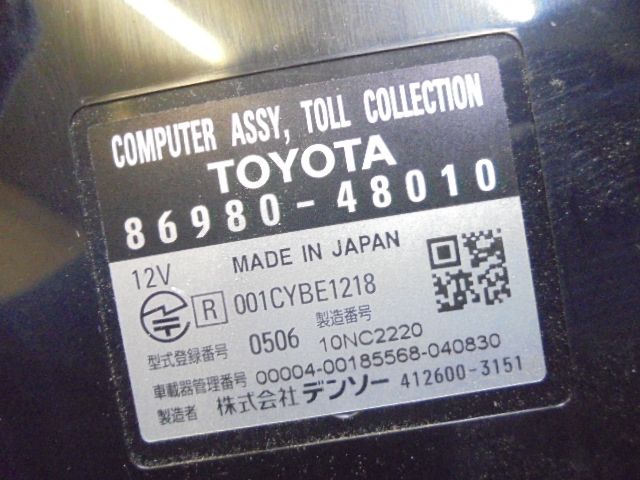 COMPUTER ASSY, TOLL COLLECTION
TOYOTA
86980-48010
12V MADE IN JAPAN
R 001CYBE1218
型式登録番号 0506 製造番号 10NC2220
車載器管理番号 00004-00185568-040830
製造者 株式会社 デンソー 412600-3151